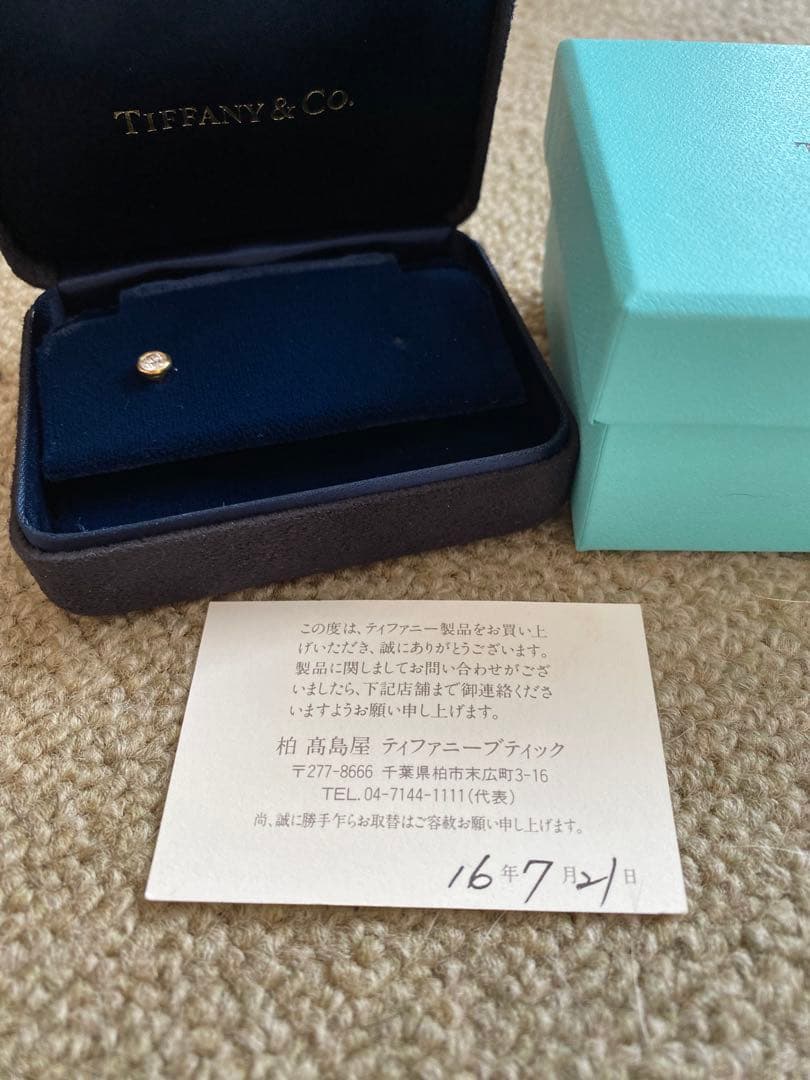 TIFFANY & CO.
この度は、ティファニー製品をお買い上
げいただき、誠にありがとうございます。
製品に関しましてお問い合わせがござ
いましたら、下記店舗まで御連絡くださ
いますようお願い申し上げます。
柏 髙島屋 ティファニーブティック
〒277-8666 千葉県柏市末広町3-16
TEL.04-7144-1111(代表)
尚、誠に勝手乍らお取替はご容赦お願い申し上げます。
16年7月21日